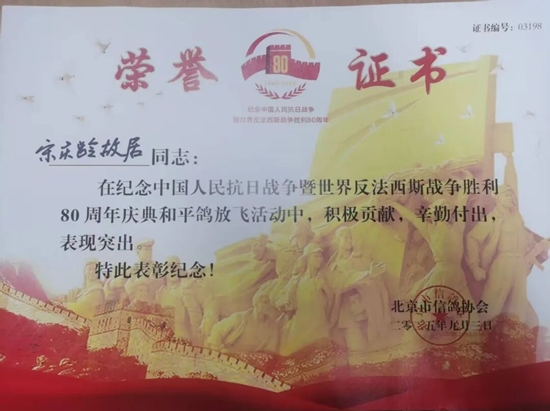 证书编号：03198
荣誉 证书
80
纪念中国人民抗日战争
暨世界反法西斯战争胜利80周年
宋庆龄故居同志：
在纪念中国人民抗日战争暨世界反法西斯战争胜利
80周年庆典和平鸽放飞活动中，积极贡献，辛勤付出，
表现突出。
特此表彰纪念！
北京市信鸽协会
二〇二五年九月三日